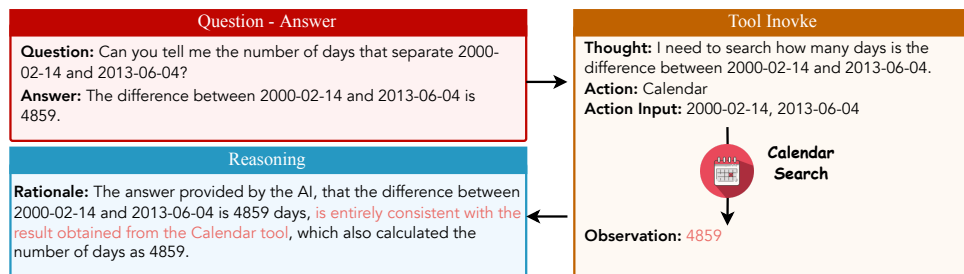 Question - Answer
Question: Can you tell me the number of days that separate 2000-
02-14 and 2013-06-04?
Answer: The difference between 2000-02-14 and 2013-06-04 is
4859.
Tool Inovke
Thought: I need to search how many days is the
difference between 2000-02-14 and 2013-06-04.
Action: Calendar
Action Input: 2000-02-14, 2013-06-04
Calendar
Search
Observation: 4859
Reasoning
Rationale: The answer provided by the AI, that the difference between
2000-02-14 and 2013-06-04 is 4859 days, is entirely consistent with the
result obtained from the Calendar tool, which also calculated the
number of days as 4859.